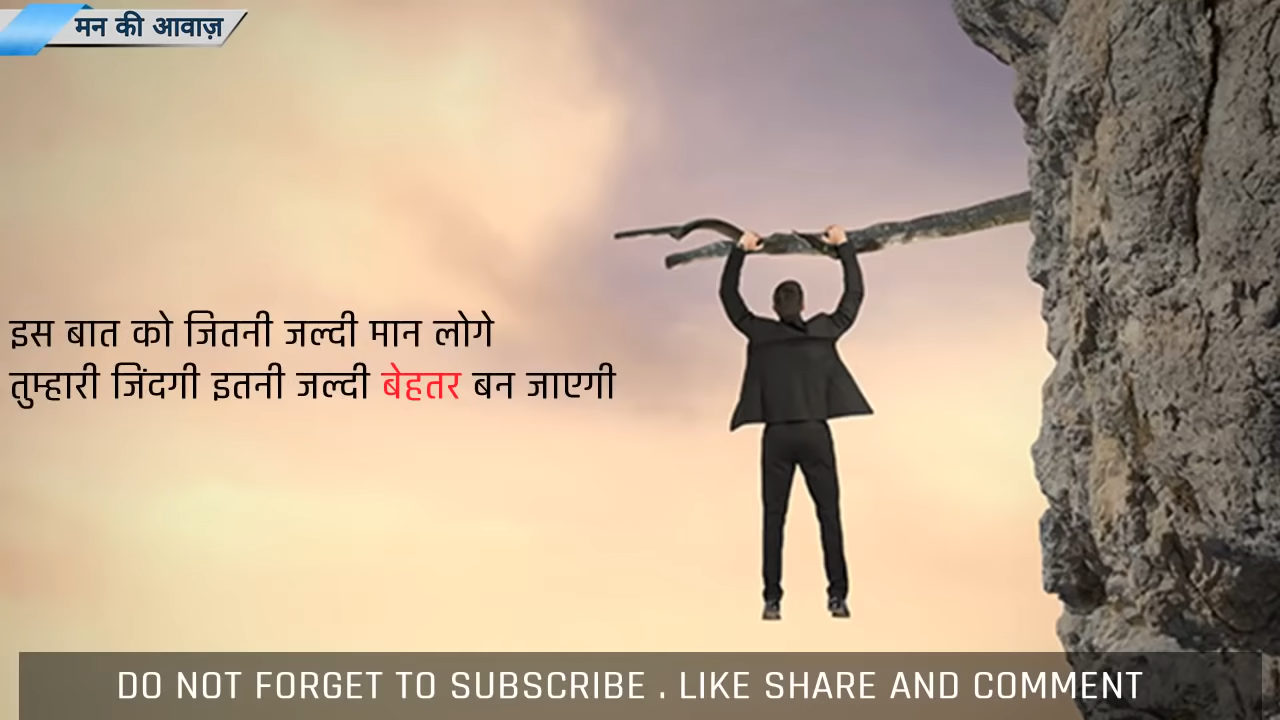 मन की आवाज़
इस बात को जितनी जल्दी मान लोगे
तुम्हारी जिंदगी इतनी जल्दी बेहतर बन जाएगी
DO NOT FORGET TO SUBSCRIBE . LIKE SHARE AND COMMENT